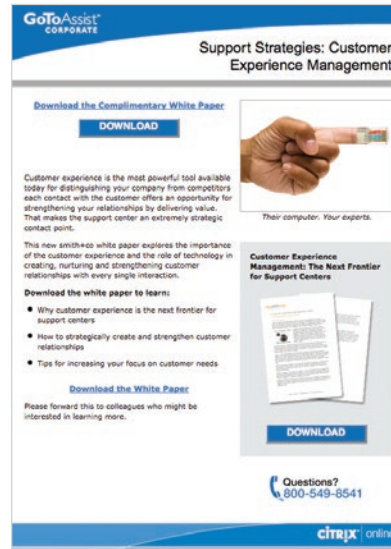 GoToAssist
CORPORATE
Support Strategies: Customer
Experience Management
Download the Complimentary White Paper
DOWNLOAD
Customer experience is the most powerful tool available
today for distinguishing your company from competitors
each contact with the customer offers an opportunity for
strengthening your relationships by delivering value.
That makes the support center an extremely strategic
contact point.
This new smith+co white paper explores the importance
of the customer experience and the role of technology in
creating, nurturing and strengthening customer
relationships with every single interaction.
Download the white paper to learn:
• Why customer experience is the next frontier for
support centers
• How to strategically create and strengthen customer
relationships
• Tips for increasing your focus on customer needs
Download the White Paper
Please forward this to colleagues who might be
interested in learning more.
Their computer. Your experts.
Customer Experience
Management: The Next Frontier
for Support Centers
DOWNLOAD
Questions?
800-549-8541
CITRIX | online